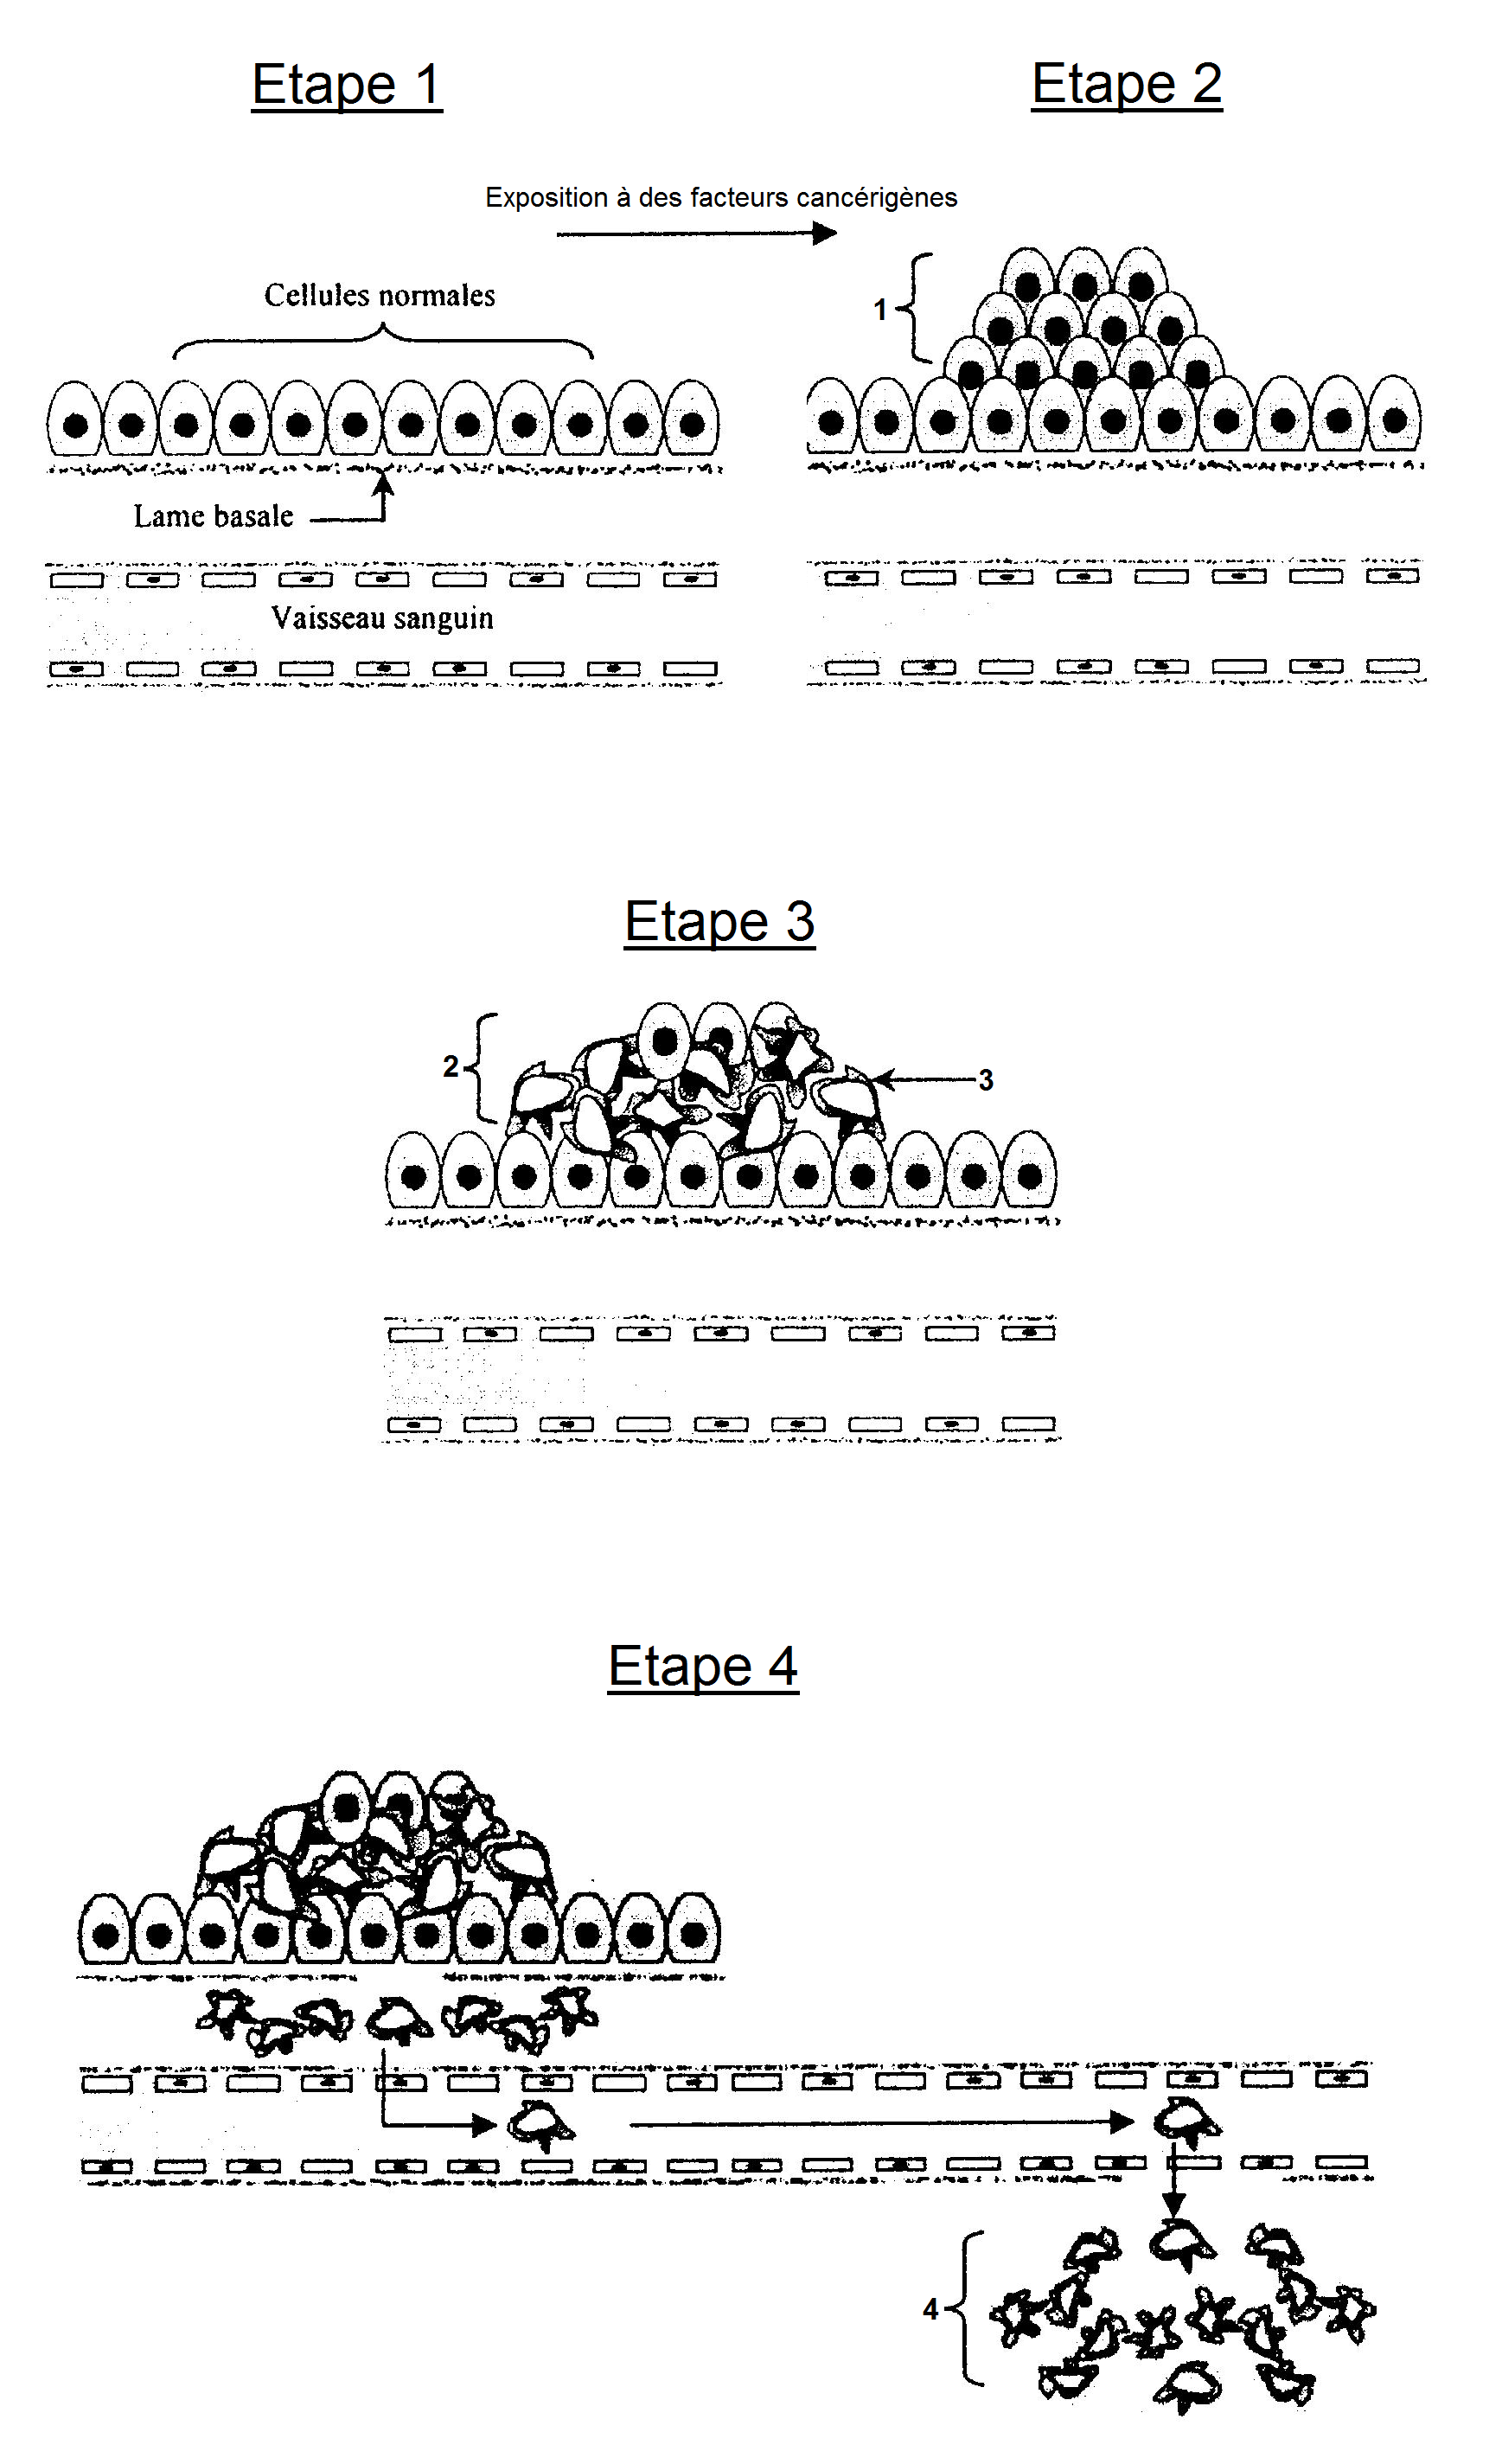 Etape 1
Etape 2
Exposition à des facteurs cancérigènes
Cellules normales
1
Lame basale
Vaisseau sanguin
Etape 3
2
3
Etape 4
4